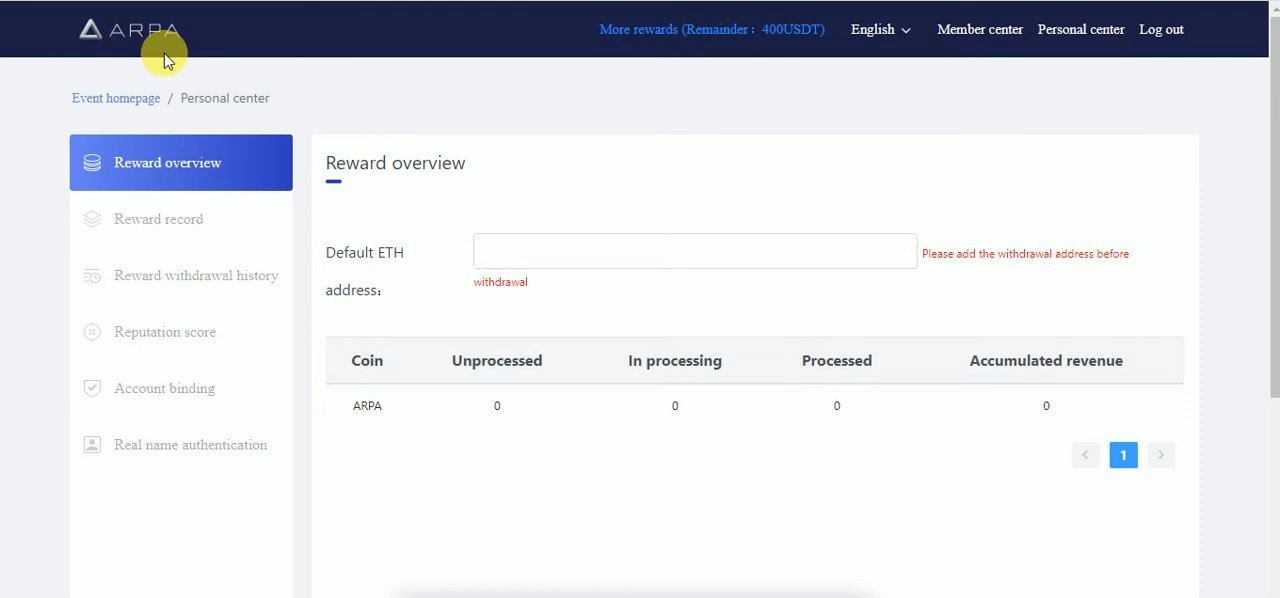 ARPA
More rewards (Remainder： 400USDT)
English
Member center
Personal center
Log out
Event homepage / Personal center
Reward overview
Reward record
Reward withdrawal history
Reputation score
Account binding
Real name authentication
Reward overview
Default ETH
address：
Please add the withdrawal address before
withdrawal
Coin Unprocessed In processing Processed Accumulated revenue
ARPA 0 0 0 0
< 1 >